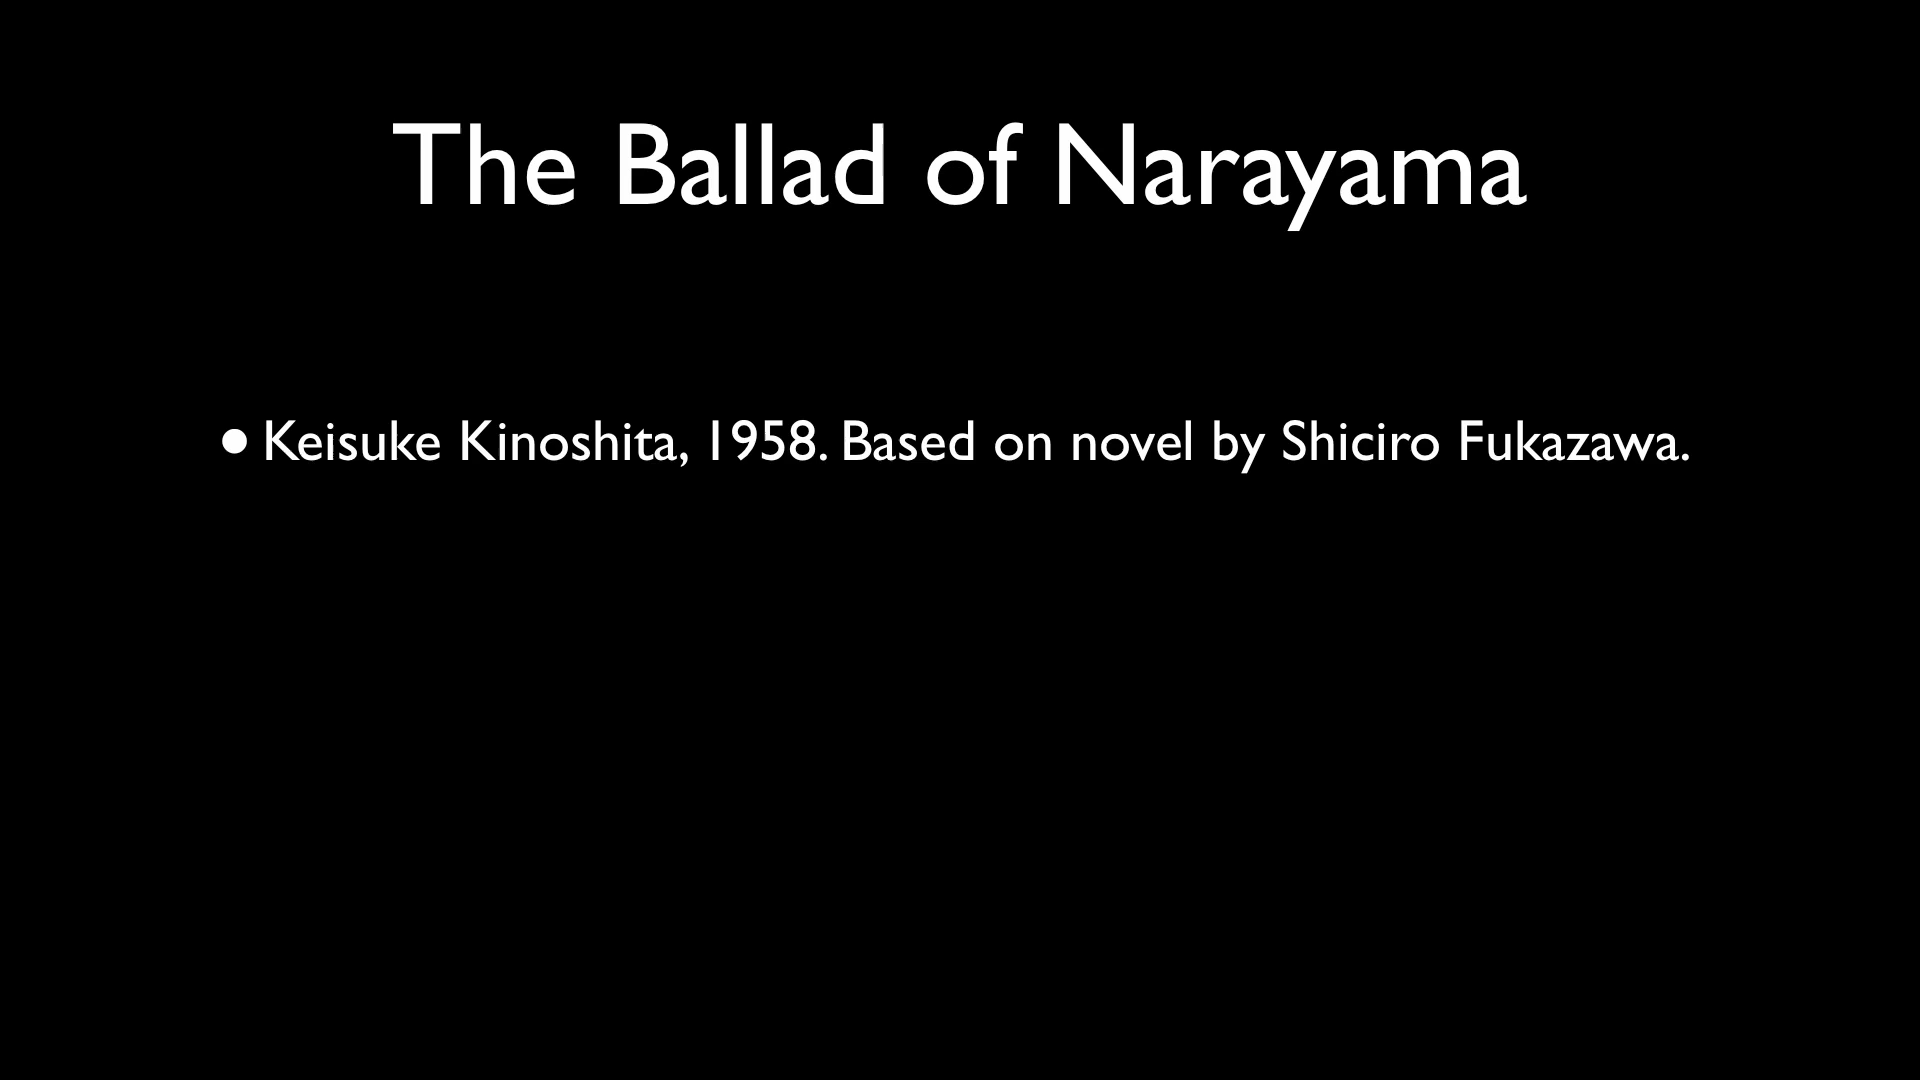 The Ballad of Narayama
• Keisuke Kinoshita, 1958. Based on novel by Shiciro Fukazawa.